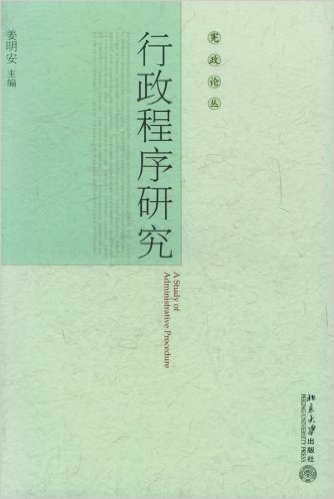 宪政论丛
姜明安 主编
行政程序研究
A Study of
Administrative Procedure
北京大学出版社
PEKING UNIVERSITY PRESS